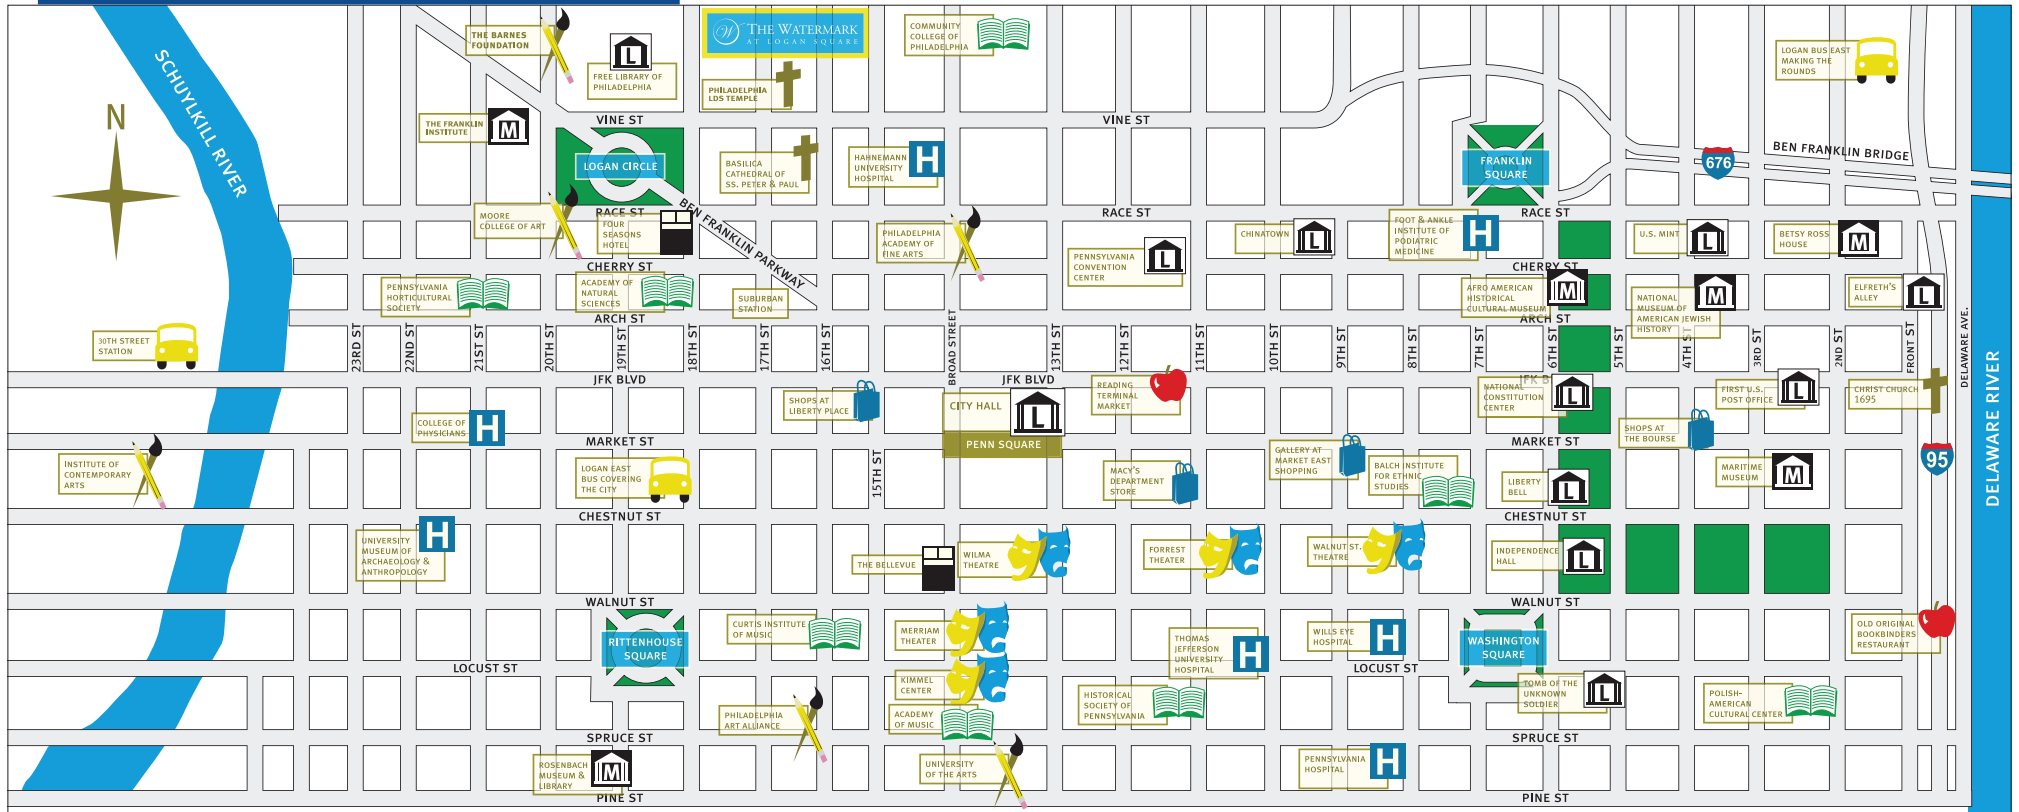 THE BARNES
FOUNDATION
L
FREE LIBRARY OF
PHILADELPHIA
W THE WATERMARK
AT LOGAN SQUARE
COMMUNITY
COLLEGE OF
PHILADELPHIA
LOGAN BUS EAST
MAKING THE
ROUNDS
SCHUYLKILL RIVER
N
PHILADELPHIA
LDS TEMPLE
THE FRANKLIN
INSTITUTE
M
VINE ST
VINE ST
LOGAN CIRCLE
BASILICA
CATHEDRAL OF
SS. PETER & PAUL
HAHNEMANN
UNIVERSITY
HOSPITAL
H
FRANKLIN
SQUARE
676
BEN FRANKLIN BRIDGE
MOORE
COLLEGE OF ART
RACE ST
FOUR
SEASONS
HOTEL
BEN FRANKLIN PARKWAY
RACE ST
RACE ST
PHILADELPHIA
ACADEMY OF
FINE ARTS
PENNSYLVANIA
CONVENTION
CENTER
L
CHINATOWN
L
FOOT & ANKLE
INSTITUTE OF
PODIATRIC
MEDICINE
H
U.S. MINT
L
BETSY ROSS
HOUSE
M
CHERRY ST
CHERRY ST
PENNSYLVANIA
HORTICULTURAL
SOCIETY
ACADEMY OF
NATURAL
SCIENCES
SUBURBAN
STATION
AFRO AMERICAN
HISTORICAL
CULTURAL MUSEUM
M
NATIONAL
MUSEUM OF
AMERICAN JEWISH
HISTORY
M
ELFRETH'S
ALLEY
L
ARCH ST
ARCH ST
30TH STREET
STATION
23RD ST
22ND ST
21ST ST
20TH ST
19TH ST
18TH ST
17TH ST
16TH ST
BROAD STREET
13TH ST
12TH ST
11TH ST
10TH ST
9TH ST
8TH ST
7TH ST
6TH ST
5TH ST
4TH ST
3RD ST
2ND ST
FRONT ST
DELAWARE AVE.
DELAWARE RIVER
JFK BLVD
JFK BLVD
JFK B
SHOPS AT
LIBERTY PLACE
CITY HALL
L
PENN SQUARE
READING
TERMINAL
MARKET
NATIONAL
CONSTITUTION
CENTER
L
FIRST U.S.
POST OFFICE
L
CHRIST CHURCH
1695
COLLEGE OF
PHYSICIANS
H
SHOPS AT
THE BOURSE
MARKET ST
MARKET ST
INSTITUTE OF
CONTEMPORARY
ARTS
LOGAN EAST
BUS COVERING
THE CITY
15TH ST
MACY'S
DEPARTMENT
STORE
GALLERY AT
MARKET EAST
SHOPPING
BALCH INSTITUTE
FOR ETHNIC
STUDIES
LIBERTY
BELL
L
MARITIME
MUSEUM
M
95
CHESTNUT ST
CHESTNUT ST
UNIVERSITY
MUSEUM OF
ARCHAEOLOGY &
ANTHROPOLOGY
H
THE BELLEVUE
WILMA
THEATRE
FORREST
THEATER
WALNUT ST.
THEATRE
INDEPENDENCE
HALL
L
WALNUT ST
WALNUT ST
RITTENHOUSE
SQUARE
CURTIS INSTITUTE
OF MUSIC
MERRIAM
THEATER
THOMAS
JEFFERSON
UNIVERSITY
HOSPITAL
H
WILLS EYE
HOSPITAL
H
WASHINGTON
SQUARE
OLD ORIGINAL
BOOKBINDERS
RESTAURANT
LOCUST ST
LOCUST ST
KIMMEL
CENTER
TOMB OF THE
UNKNOWN
SOLDIER
L
PHILADELPHIA
ART ALLIANCE
ACADEMY
OF MUSIC
HISTORICAL
SOCIETY OF
PENNSYLVANIA
POLISH-
AMERICAN
CULTURAL CENTER
SPRUCE ST
SPRUCE ST
ROSENBACH
MUSEUM &
LIBRARY
M
UNIVERSITY
OF THE ARTS
PENNSYLVANIA
HOSPITAL
H
PINE ST
PINE ST